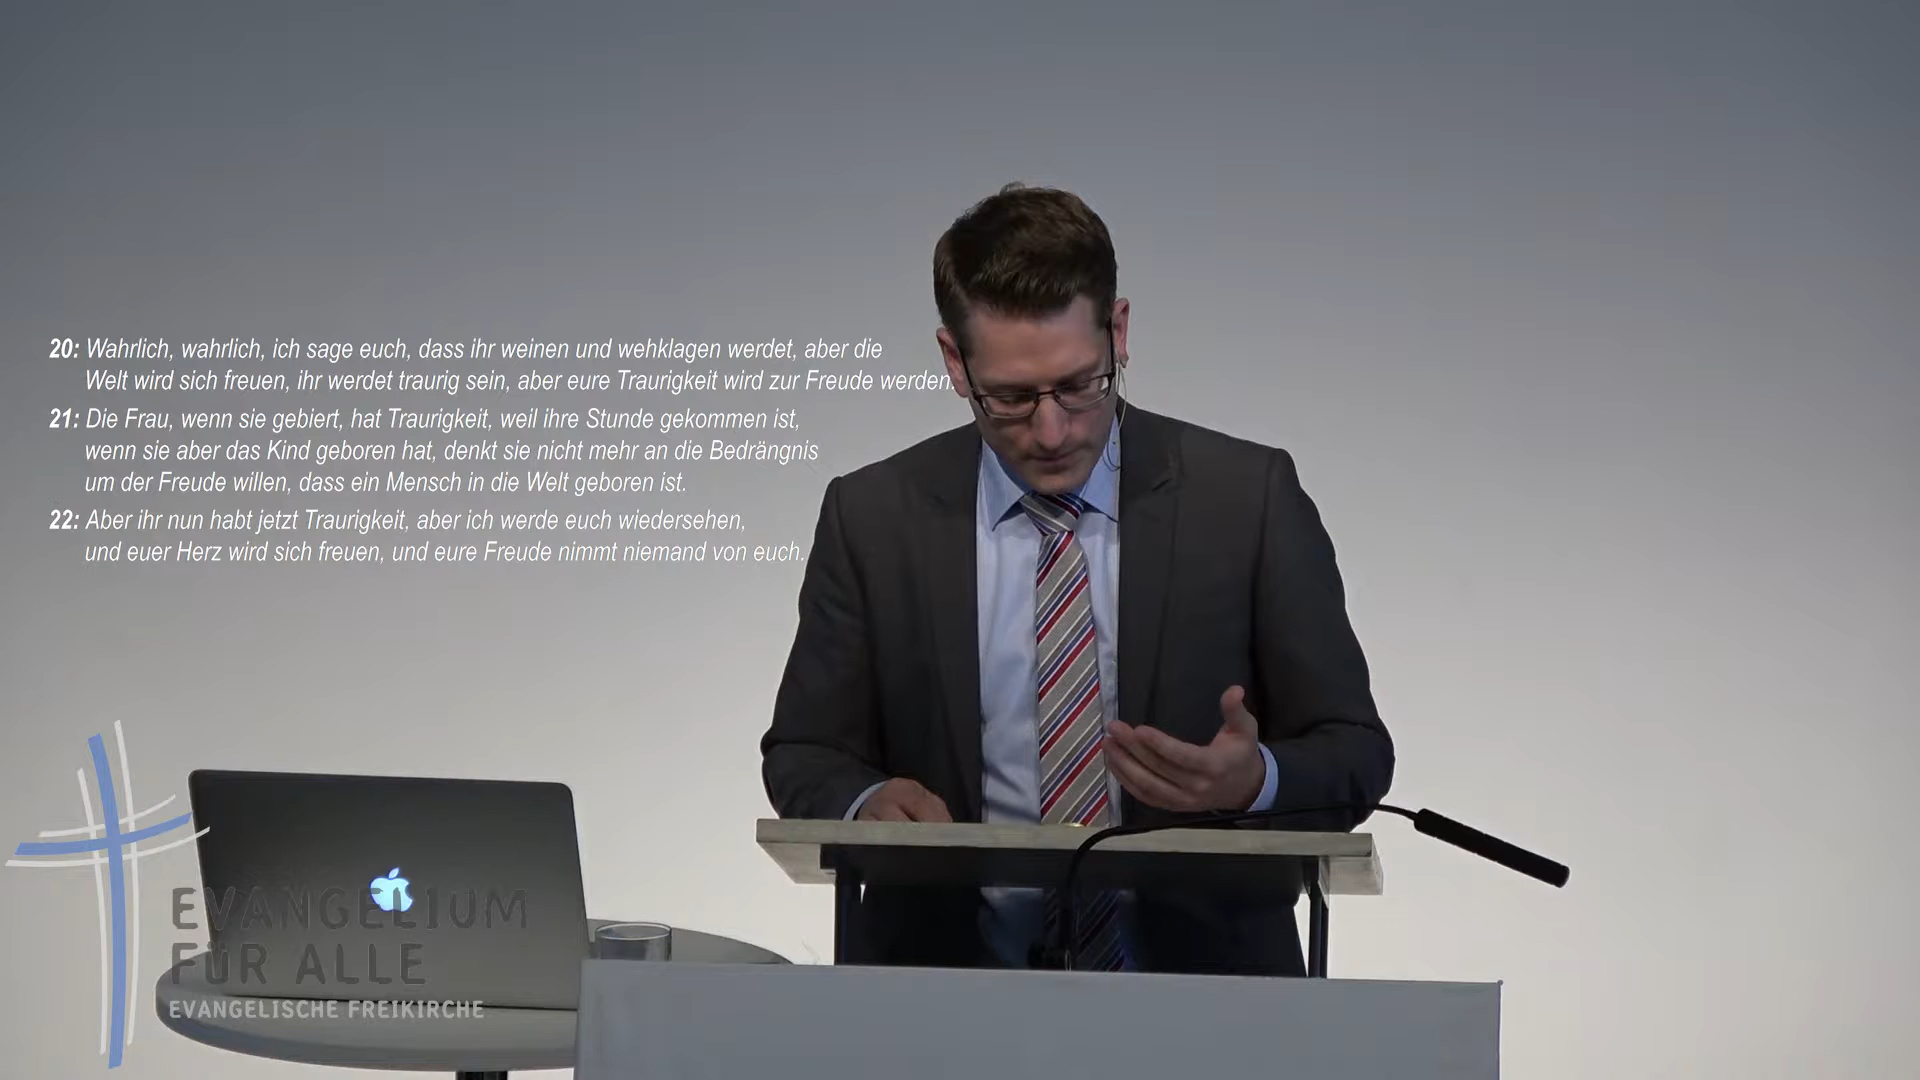 20: Wahrlich, wahrlich, ich sage euch, dass ihr weinen und wehklagen werdet, aber die
Welt wird sich freuen, ihr werdet traurig sein, aber eure Traurigkeit wird zur Freude werden.
21: Die Frau, wenn sie gebiert, hat Traurigkeit, weil ihre Stunde gekommen ist,
wenn sie aber das Kind geboren hat, denkt sie nicht mehr an die Bedrängnis
um der Freude willen, dass ein Mensch in die Welt geboren ist.
22: Aber ihr nun habt jetzt Traurigkeit, aber ich werde euch wiedersehen,
und euer Herz wird sich freuen, und eure Freude nimmt niemand von euch.
EVANGELIUM
FÜR ALLE
EVANGELISCHE FREIKIRCHE